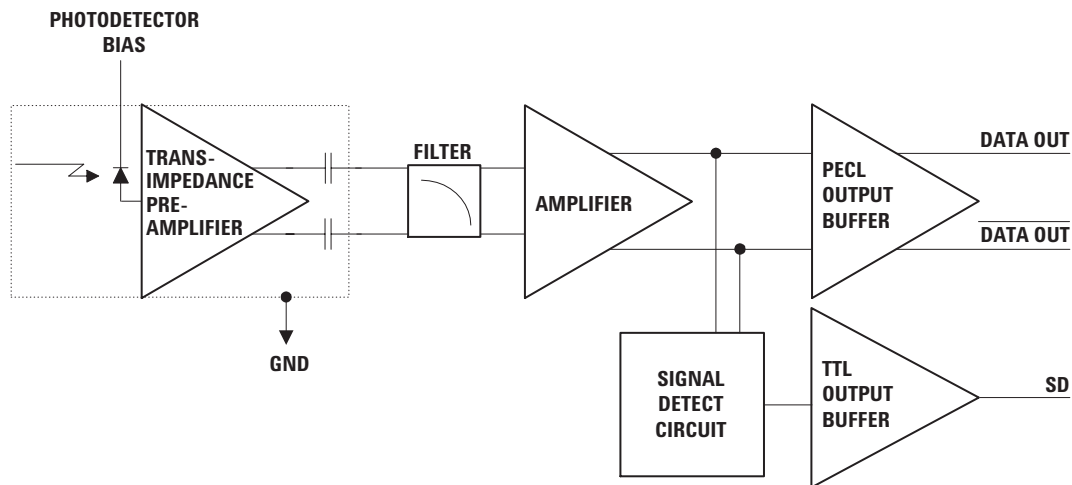 PHOTODETECTOR
BIAS
TRANS-
IMPEDANCE
PRE-
AMPLIFIER
GND
FILTER
AMPLIFIER
PECL
OUTPUT
BUFFER
DATA OUT
DATA OUT
SIGNAL
DETECT
CIRCUIT
TTL
OUTPUT
BUFFER
SD